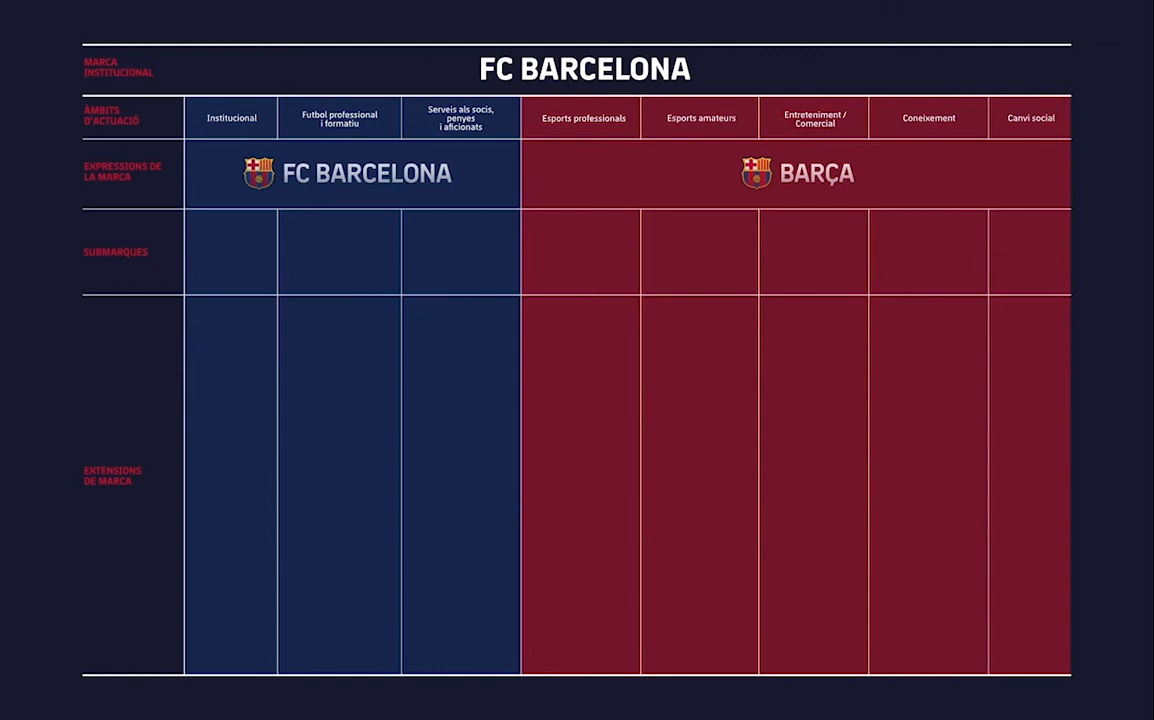 MARCA
INSTITUCIONAL
FC BARCELONA
ÀMBITS
D'ACTUACIÓ
Institucional
Futbol professional
i formatiu
Serveis als socis,
penyes
i aficionats
Esports professionals
Esports amateurs
Entreteniment /
Comercial
Coneixement
Canvi social
EXPRESSIONS DE
LA MARCA
FC BARCELONA
BARÇA
SUBMARQUES
EXTENSIONS
DE MARCA